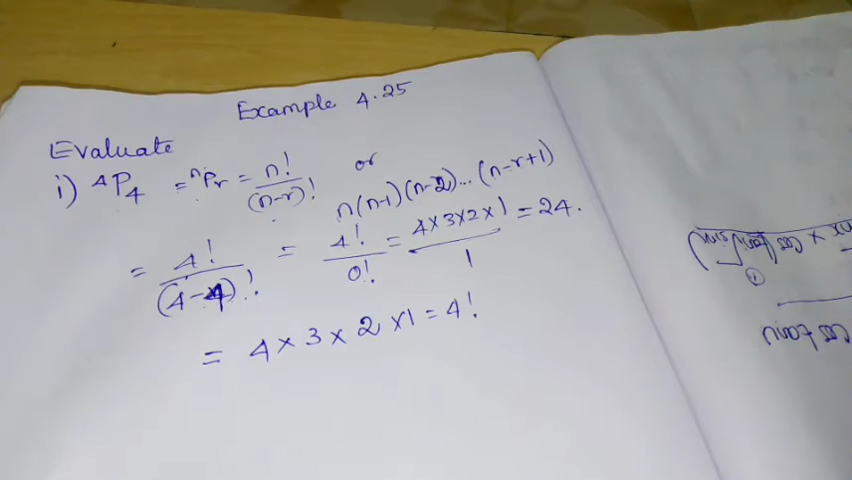 Example 4.25
Evaluate
i) ⁴P₄ = ⁿPᵣ = n!/(n-r)! or n(n-1)(n-2)...(n-r+1)
= 4!/(4-4)! = 4!/0! = 4×3×2×1/1 = 24.
= 4×3×2×1 = 4!